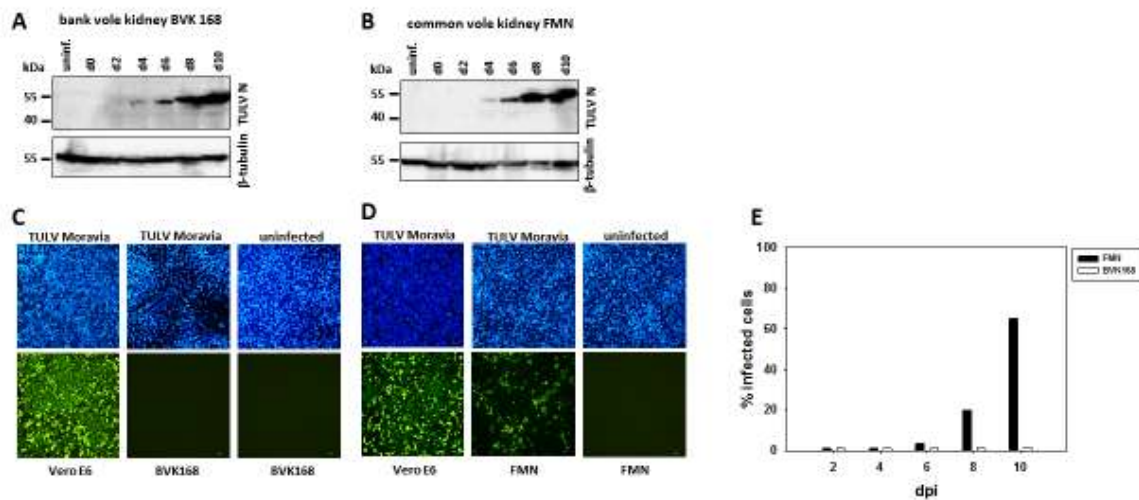 A
bank vole kidney BVK 168
kDa
uninf.
d0
d2
d4
d6
d8
d10
55
40
TULV N
55
β-tubulin
B
common vole kidney FMN
kDa
uninf.
d0
d2
d4
d6
d8
d10
55
40
TULV N
55
β-tubulin
C
TULV Moravia
TULV Moravia
uninfected
Vero E6
BVK168
BVK168
D
TULV Moravia
TULV Moravia
uninfected
Vero E6
FMN
FMN
E
% infected cells
100
80
60
40
20
0
2 4 6 8 10
dpi
FMN
BVK168